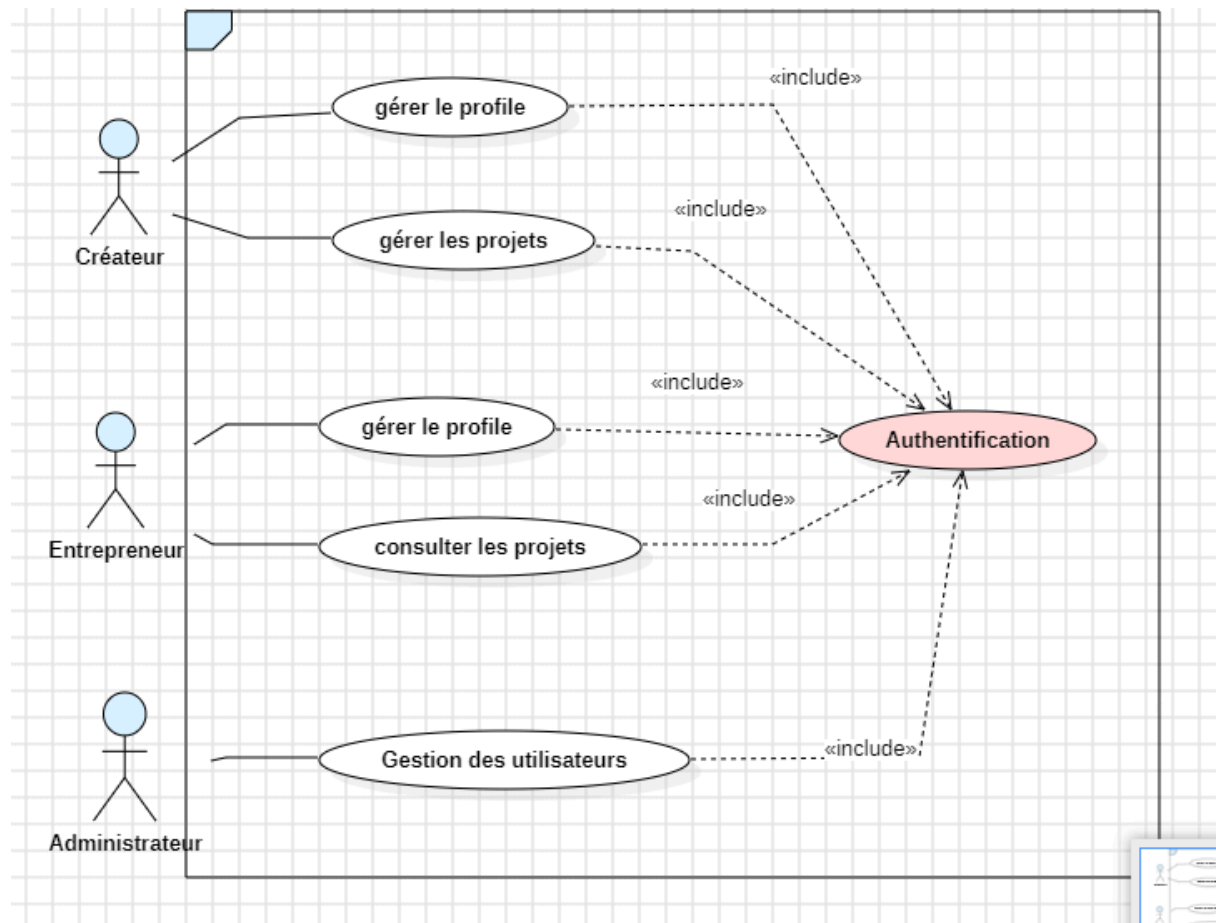 «include»
gérer le profile
«include»
gérer les projets
Créateur
«include»
gérer le profile
Authentification
«include»
consulter les projets
Entrepreneur
«include»
Gestion des utilisateurs
Administrateur